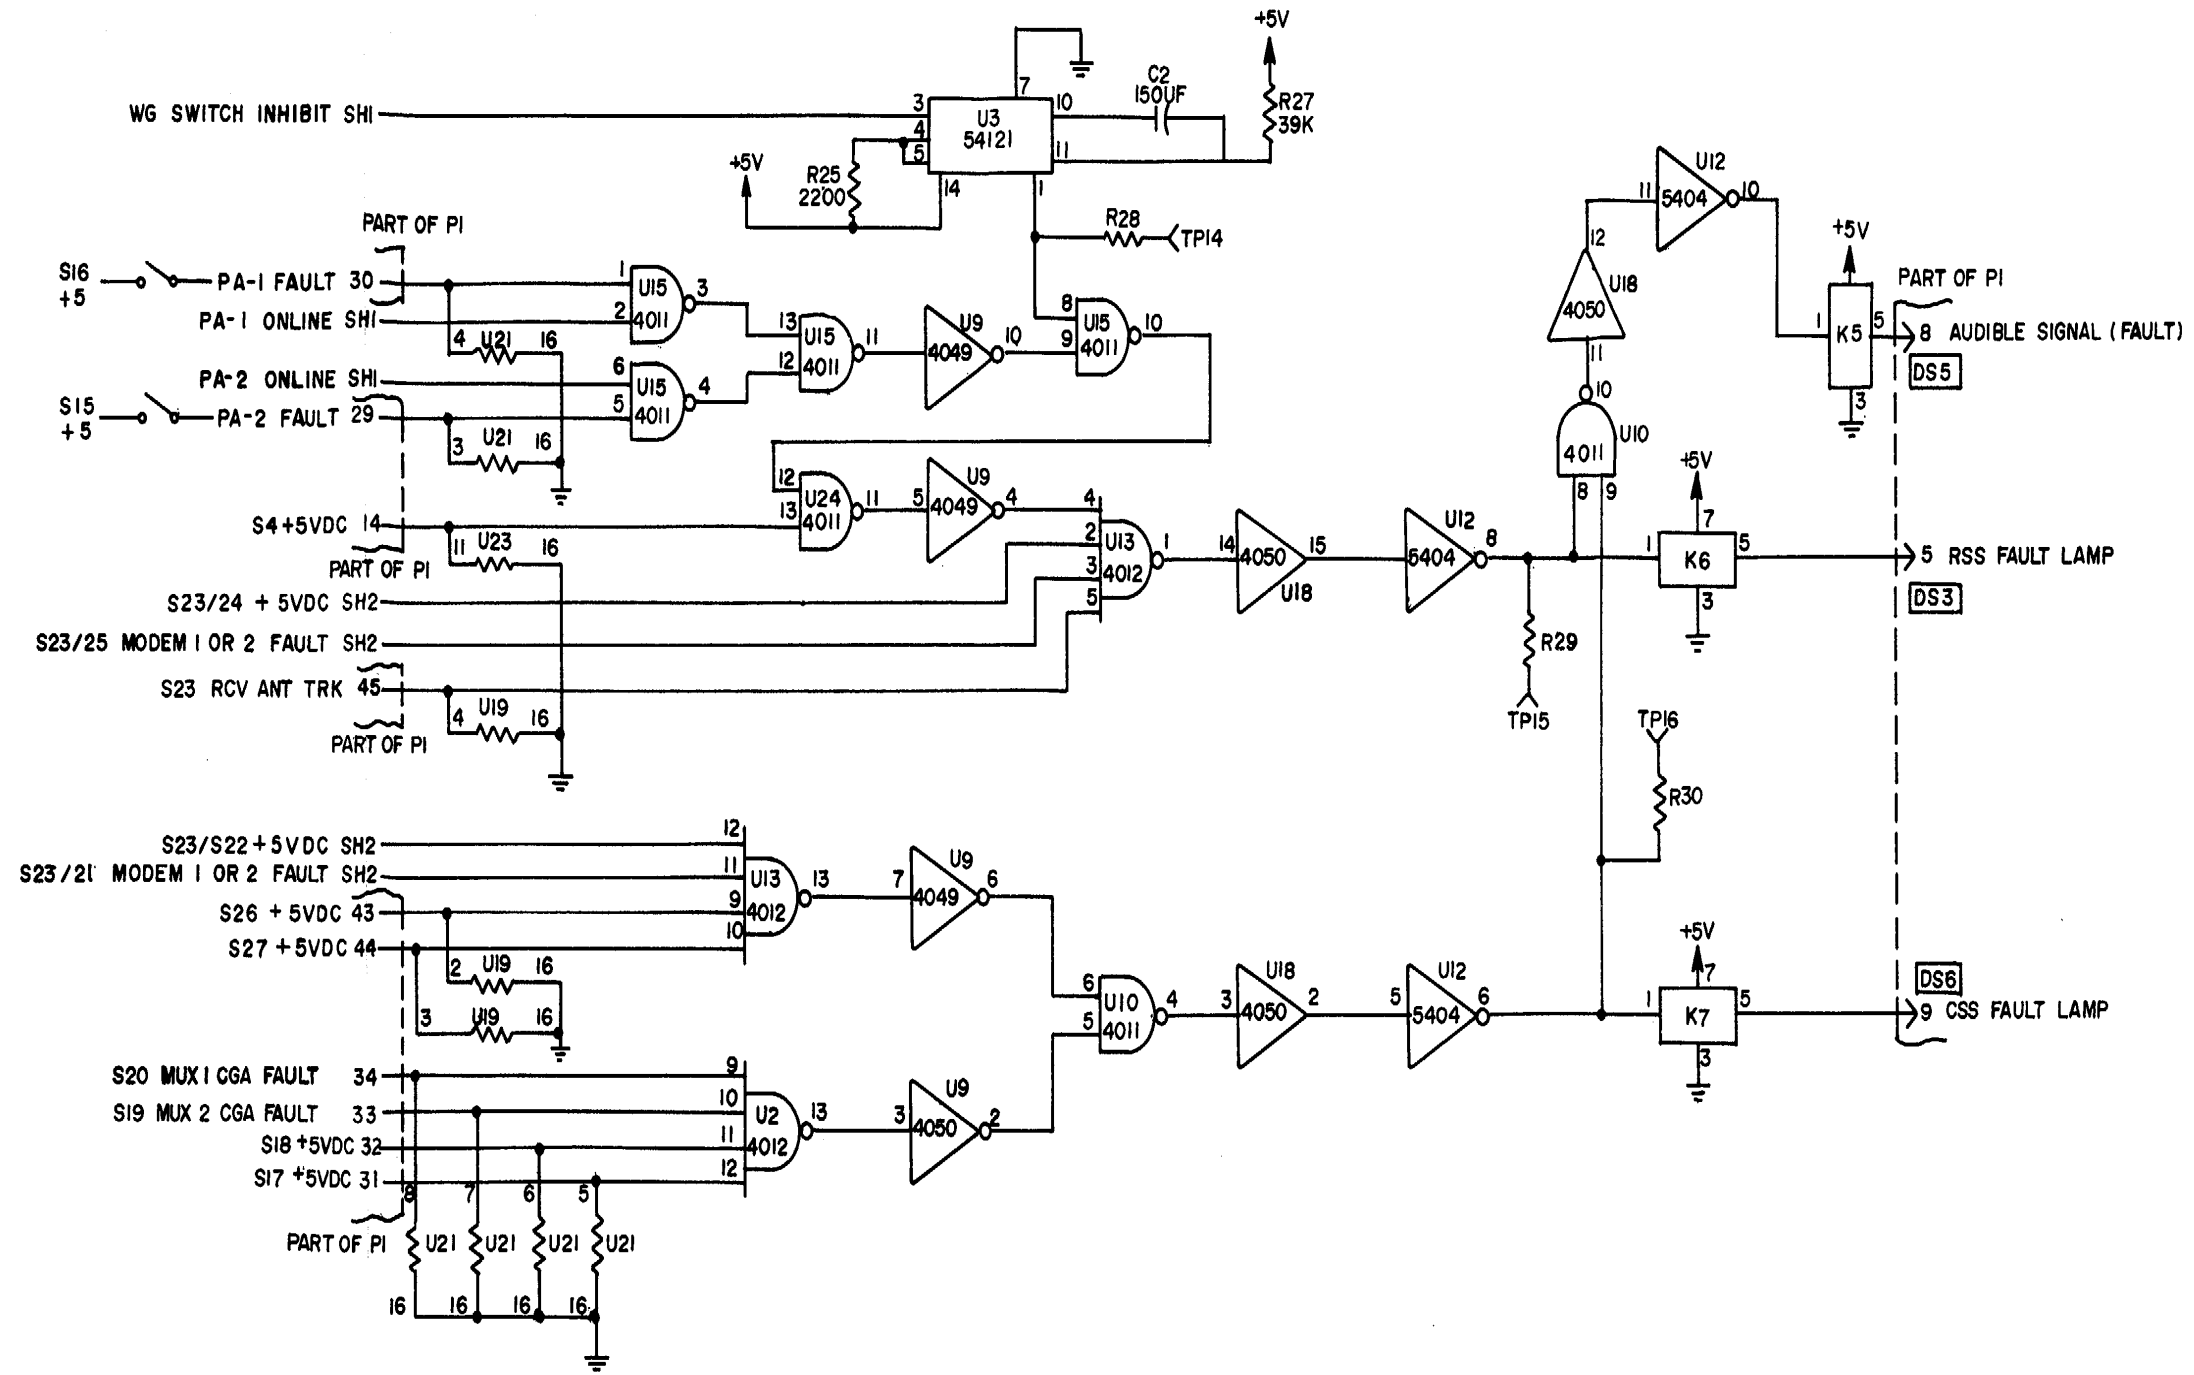 +5V
7
C2
150UF
WG SWITCH INHIBIT SH1
3
U3
54121
10
R27
39K
4
5
11
+5V
R25
2200
14
1
U12
11
5404
10
PART OF P1
R28
TP14
12
+5V
S16
+5
PA-1 FAULT 30
1
U15
3
U18
4050
PART OF P1
PA-1 ONLINE SH1
2
4011
8
U15
10
13
U15
11
U9
4049
10
9
4011
1
K5
5
8 AUDIBLE SIGNAL (FAULT)
4
U21
16
12
4011
11
DS5
PA-2 ONLINE SH1
6
U15
4
10
3
S15
+5
PA-2 FAULT 29
5
4011
U10
4011
3
U21
16
+5V
12
U24
11
U9
5
4049
4
4
8
9
S4+5VDC 14
13
4011
2
U13
1
14
4050
15
U12
5404
8
7
11
U23
16
3
4012
U18
1
K6
5
5 RSS FAULT LAMP
PART OF P1
5
3
DS3
S23/24 + 5VDC SH2
S23/25 MODEM 1 OR 2 FAULT SH2
R29
S23 RCV ANT TRK 45
4
U19
16
TP15
TP16
PART OF P1
R30
S23/S22 +5VDC SH2
12
S23/21 MODEM 1 OR 2 FAULT SH2
11
U13
13
U9
7
4049
6
S26 + 5VDC 43
9
4012
S27 +5VDC 44
10
+5V
2
U19
16
U18
U12
7
DS6
3
U19
16
6
U10
4
3
4050
2
5
5404
6
1
K7
5
9 CSS FAULT LAMP
5
4011
3
S20 MUX 1 CGA FAULT 34
9
S19 MUX 2 CGA FAULT 33
10
U2
13
U9
3
4050
2
S18 +5VDC 32
11
4012
S17 +5VDC 31
12
8
7
6
5
PART OF P1
U21
U21
U21
U21
16
16
16
16